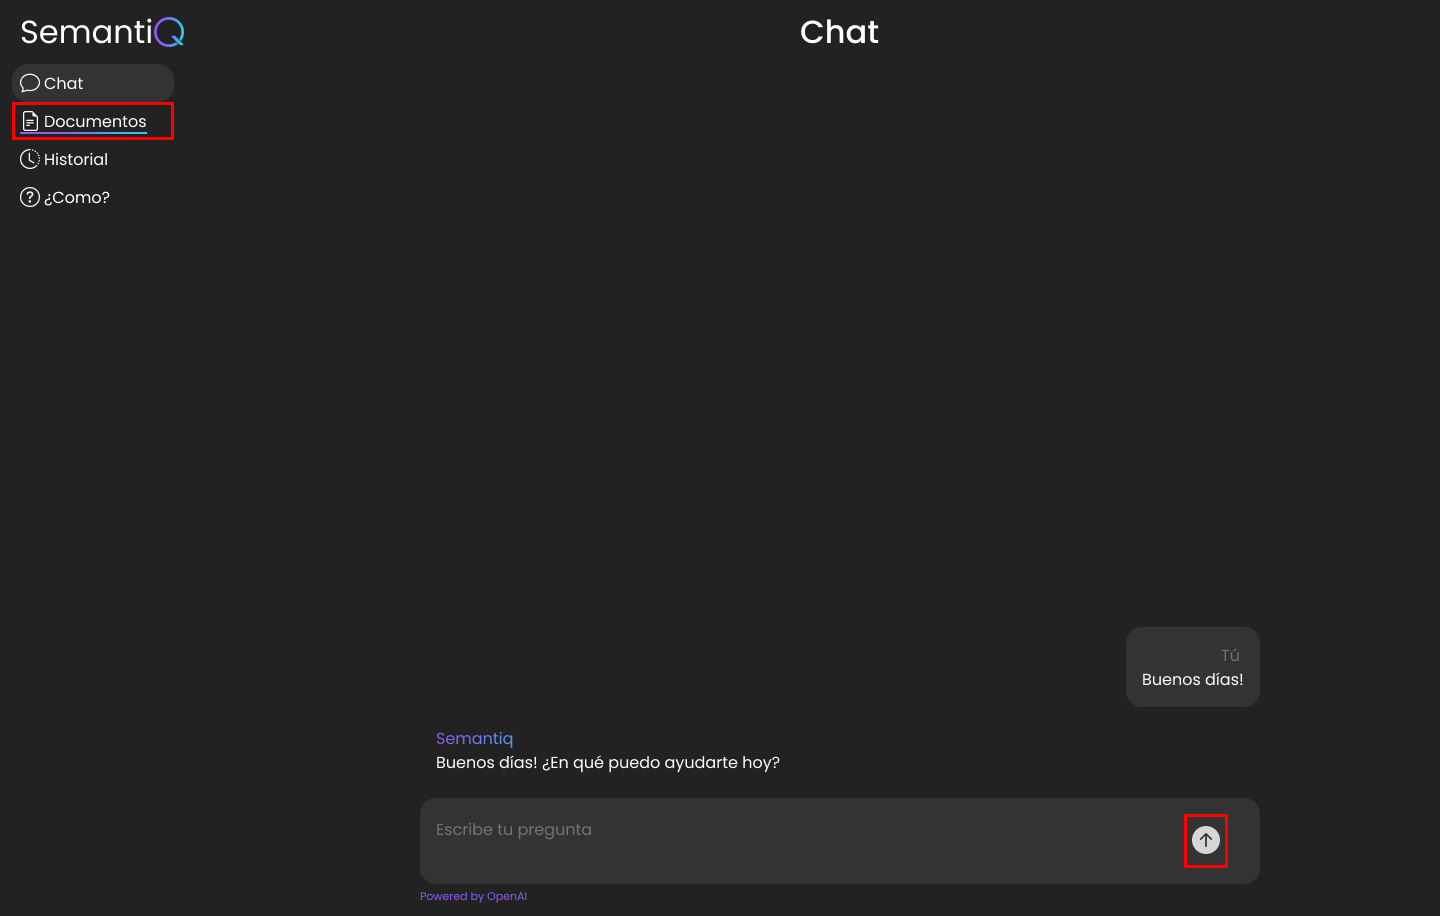 SemantiQ
Chat
Chat
Documentos
Historial
¿Como?
Tú
Buenos días!
Semantiq
Buenos días! ¿En qué puedo ayudarte hoy?
Escribe tu pregunta
Powered by OpenAI